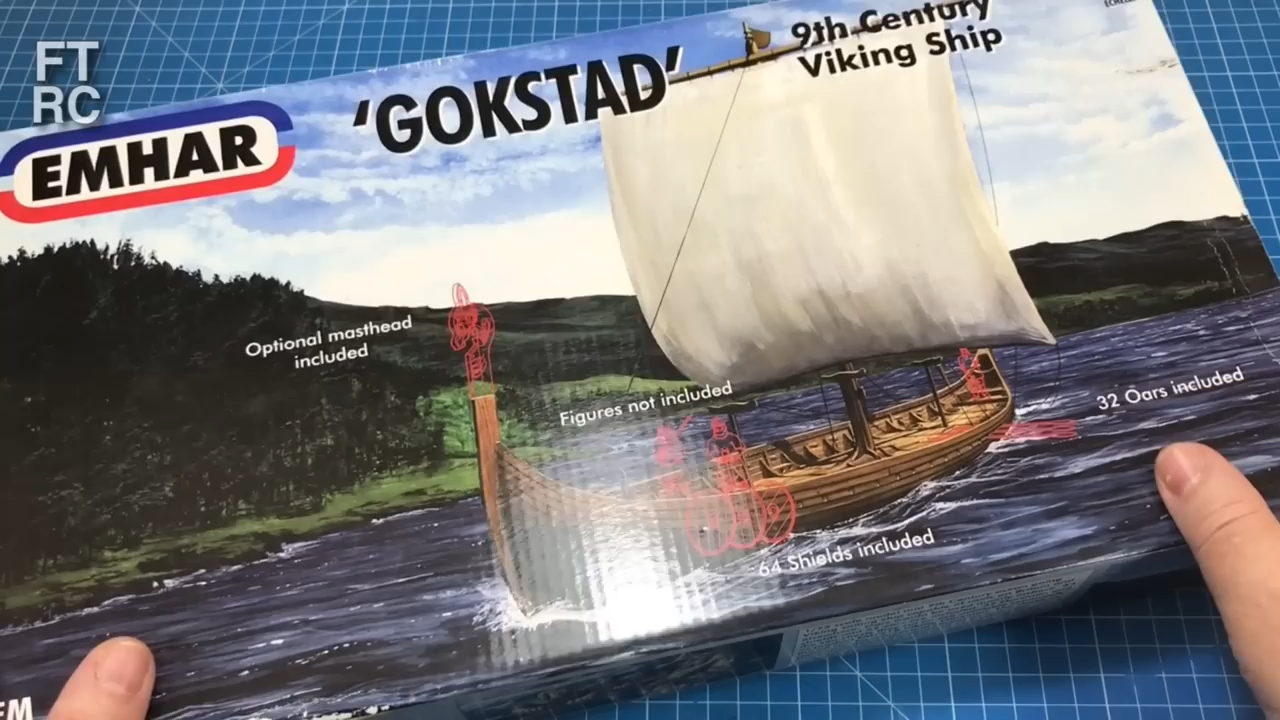 FT
RC
EMHAR
'GOKSTAD'
9th Century
Viking Ship
Optional masthead
included
Figures not included
32 Oars included
64 Shields included